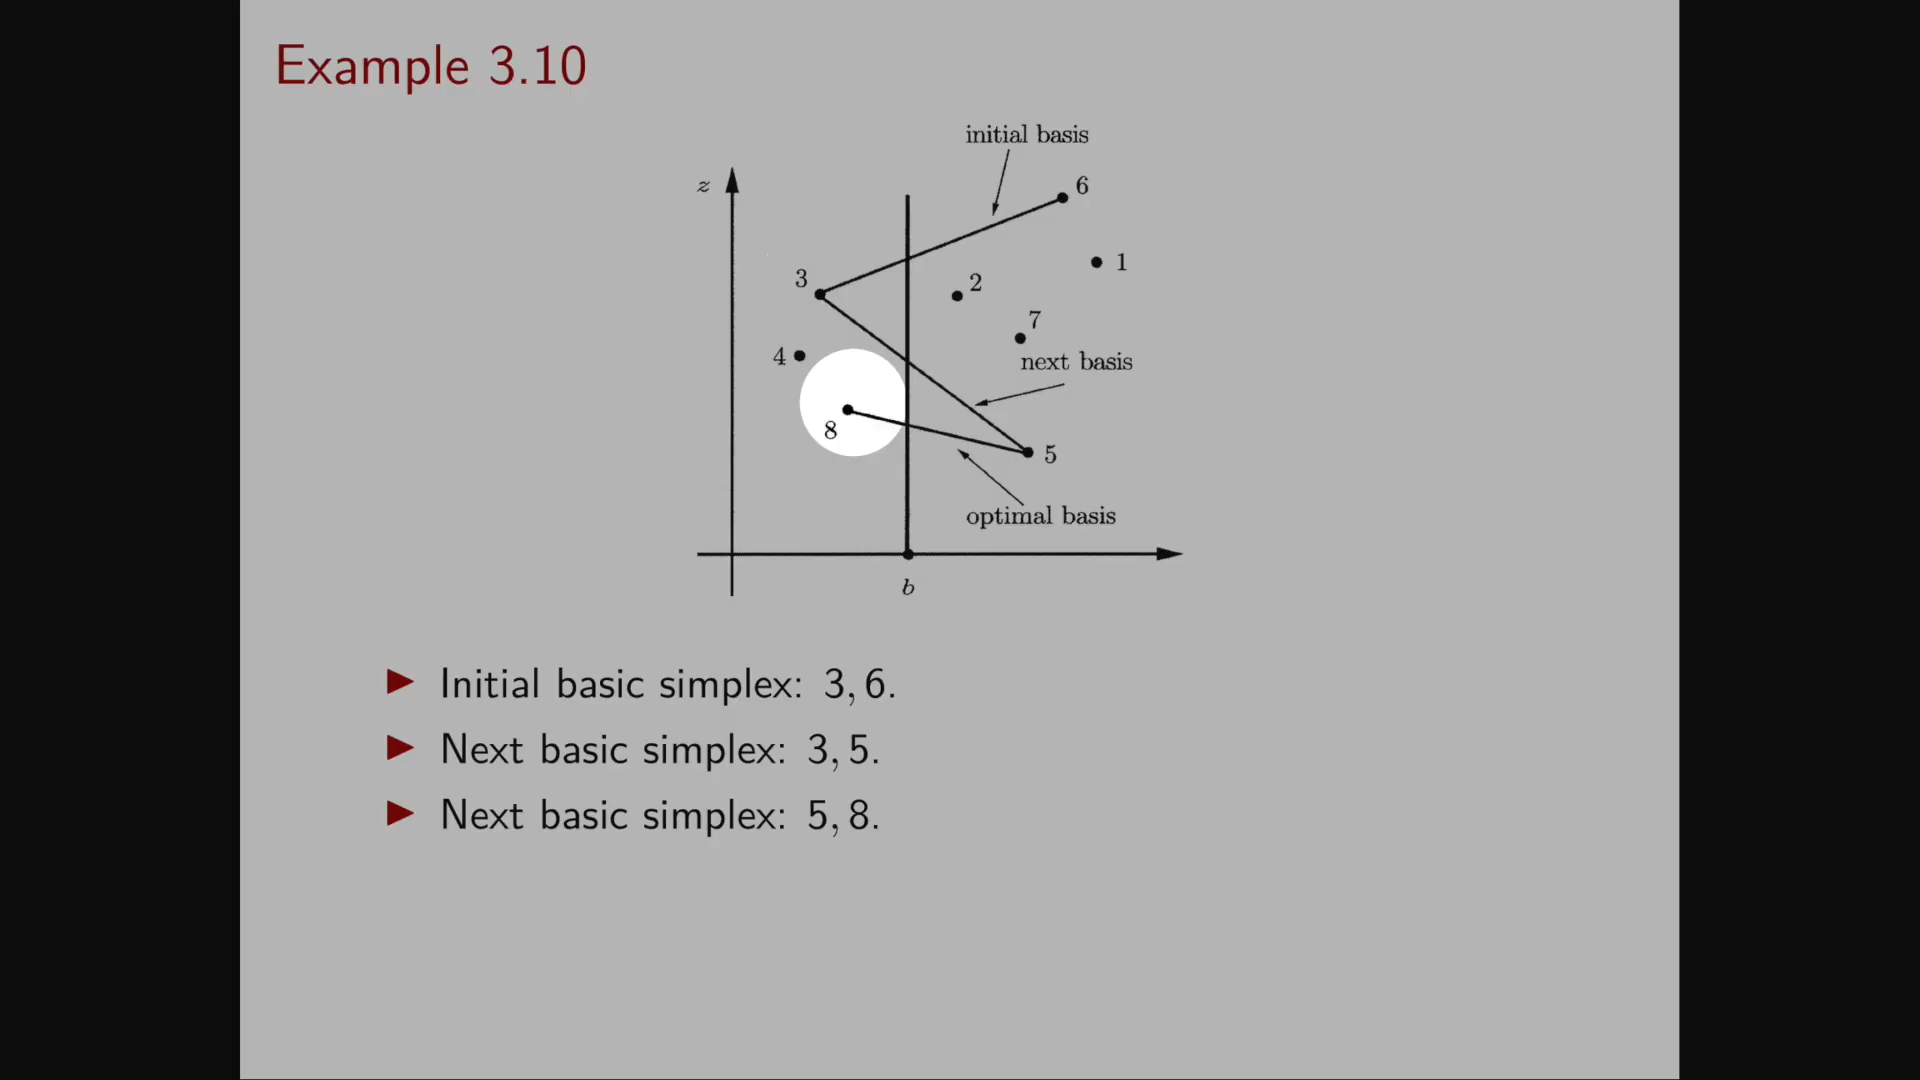 Example 3.10
initial basis
z
6
1
3
2
7
4
next basis
8
5
optimal basis
b
Initial basic simplex: 3, 6.
Next basic simplex: 3, 5.
Next basic simplex: 5, 8.